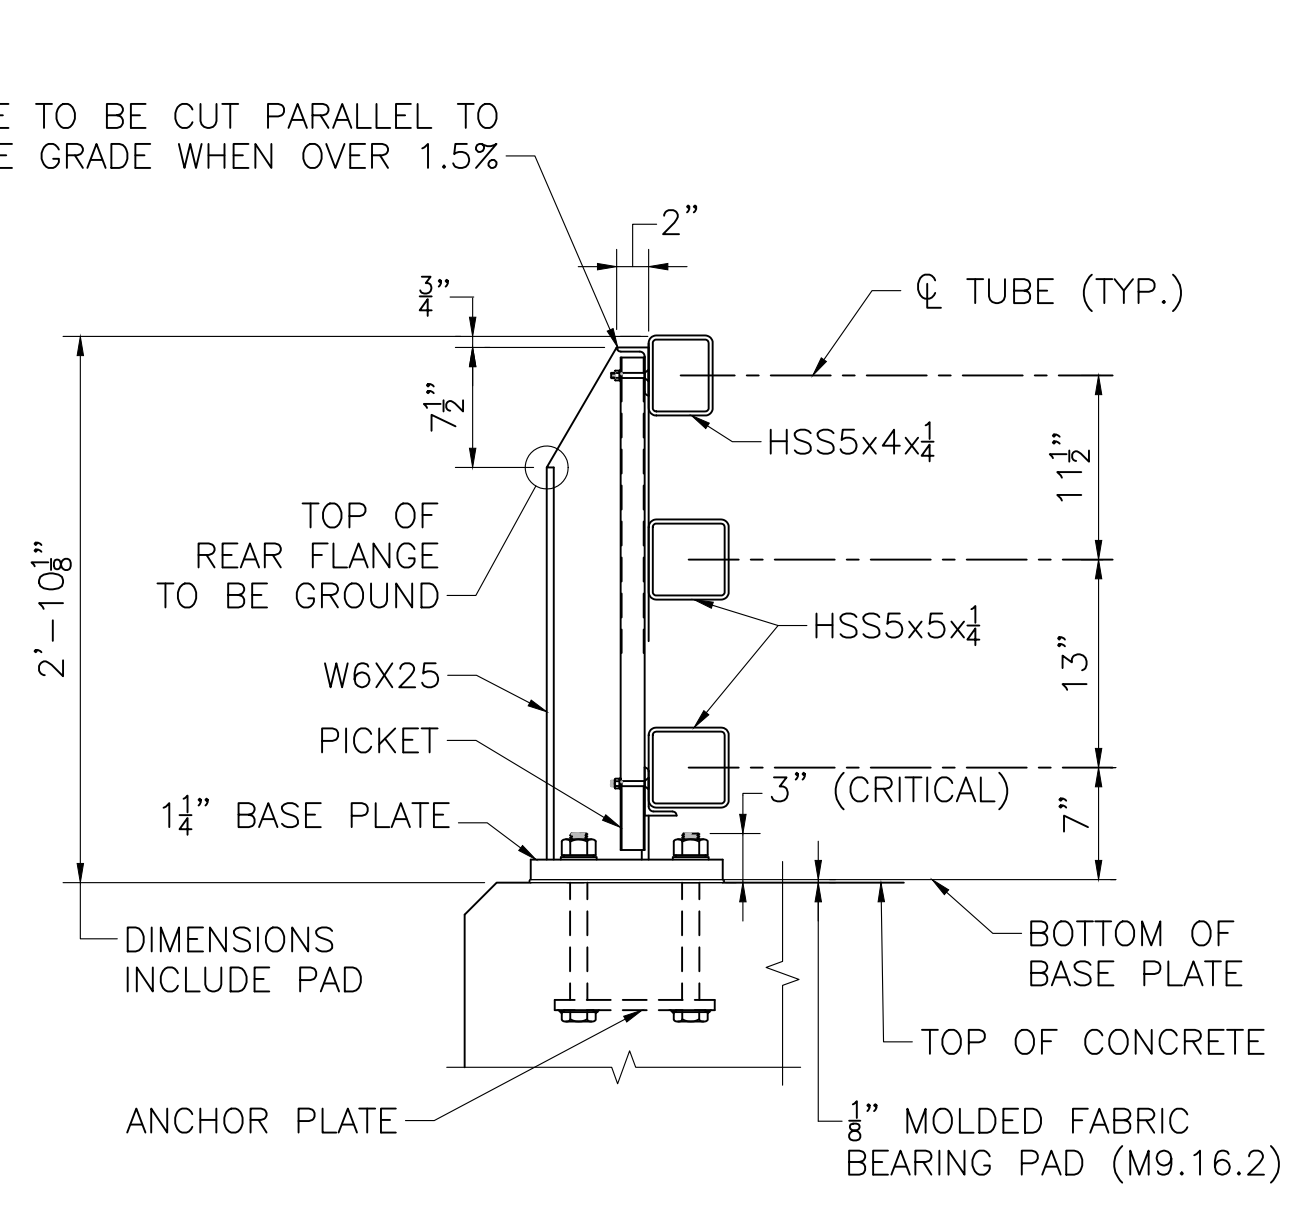 E TO BE CUT PARALLEL TO
E GRADE WHEN OVER 1.5%
2"
3/4"
℄ TUBE (TYP.)
7 1/2"
HSS5x4x1/4
11 1/2"
TOP OF
REAR FLANGE
TO BE GROUND
2'-10 1/8"
HSS5x5x1/4
W6X25
13"
PICKET
3" (CRITICAL)
1 1/4" BASE PLATE
7"
DIMENSIONS
INCLUDE PAD
BOTTOM OF
BASE PLATE
TOP OF CONCRETE
ANCHOR PLATE
1/8" MOLDED FABRIC
BEARING PAD (M9.16.2)